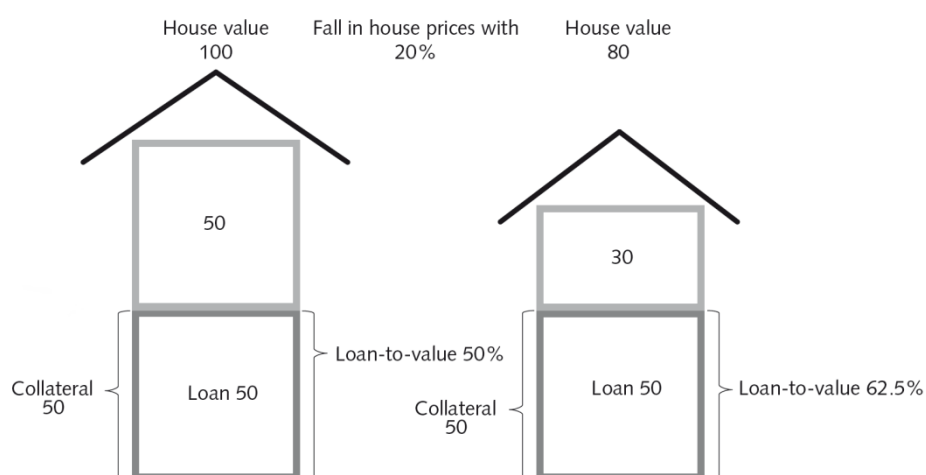 House value
100
Fall in house prices with
20%
House value
80
50
30
Loan-to-value 50%
Collateral
50
Loan 50
Loan 50
Loan-to-value 62.5%
Collateral
50